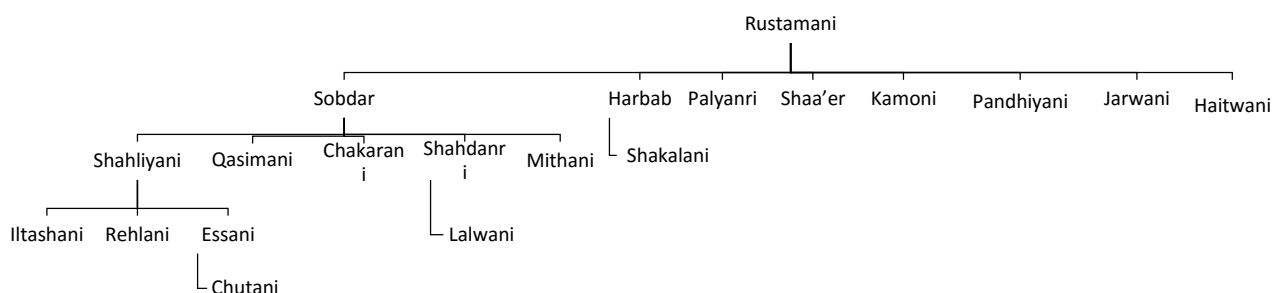 Rustamani
Sobdar Harbab Palyanri Shaa'er Kamoni Pandhiyani Jarwani Haitwani
Shahliyani Qasimani Chakaran
i Shahdanr
i Mithani Shakalani
Iltashani Rehlani Essani Lalwani
Chutani